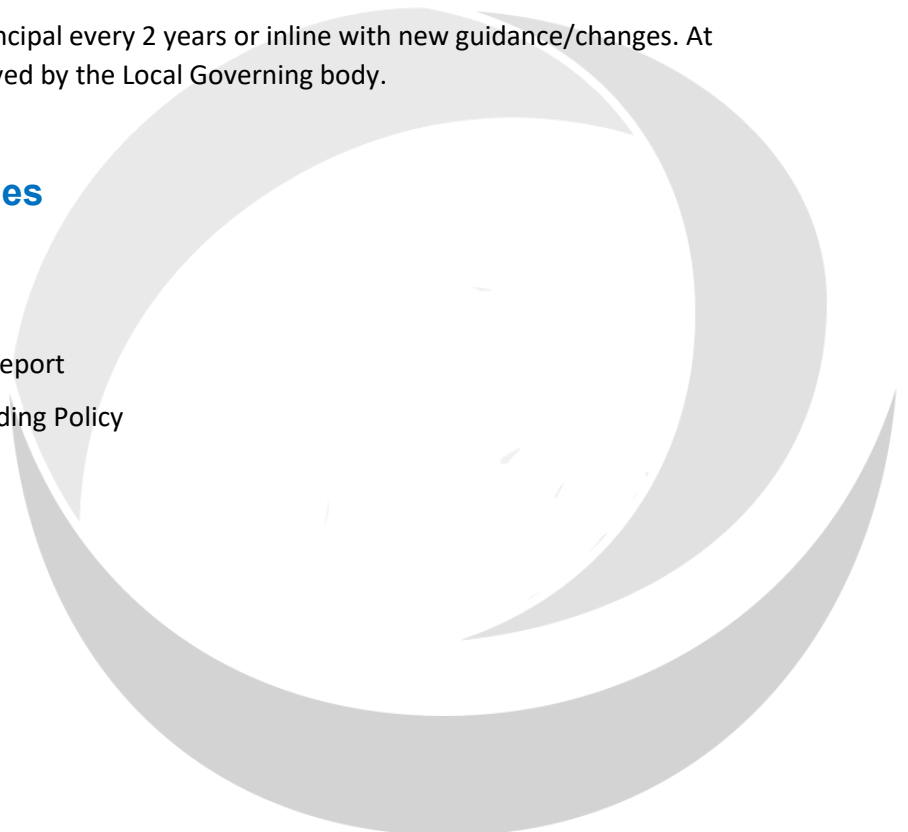 ncipal every 2 years or inline with new guidance/changes. At
ved by the Local Governing body.
es
eport
ding Policy